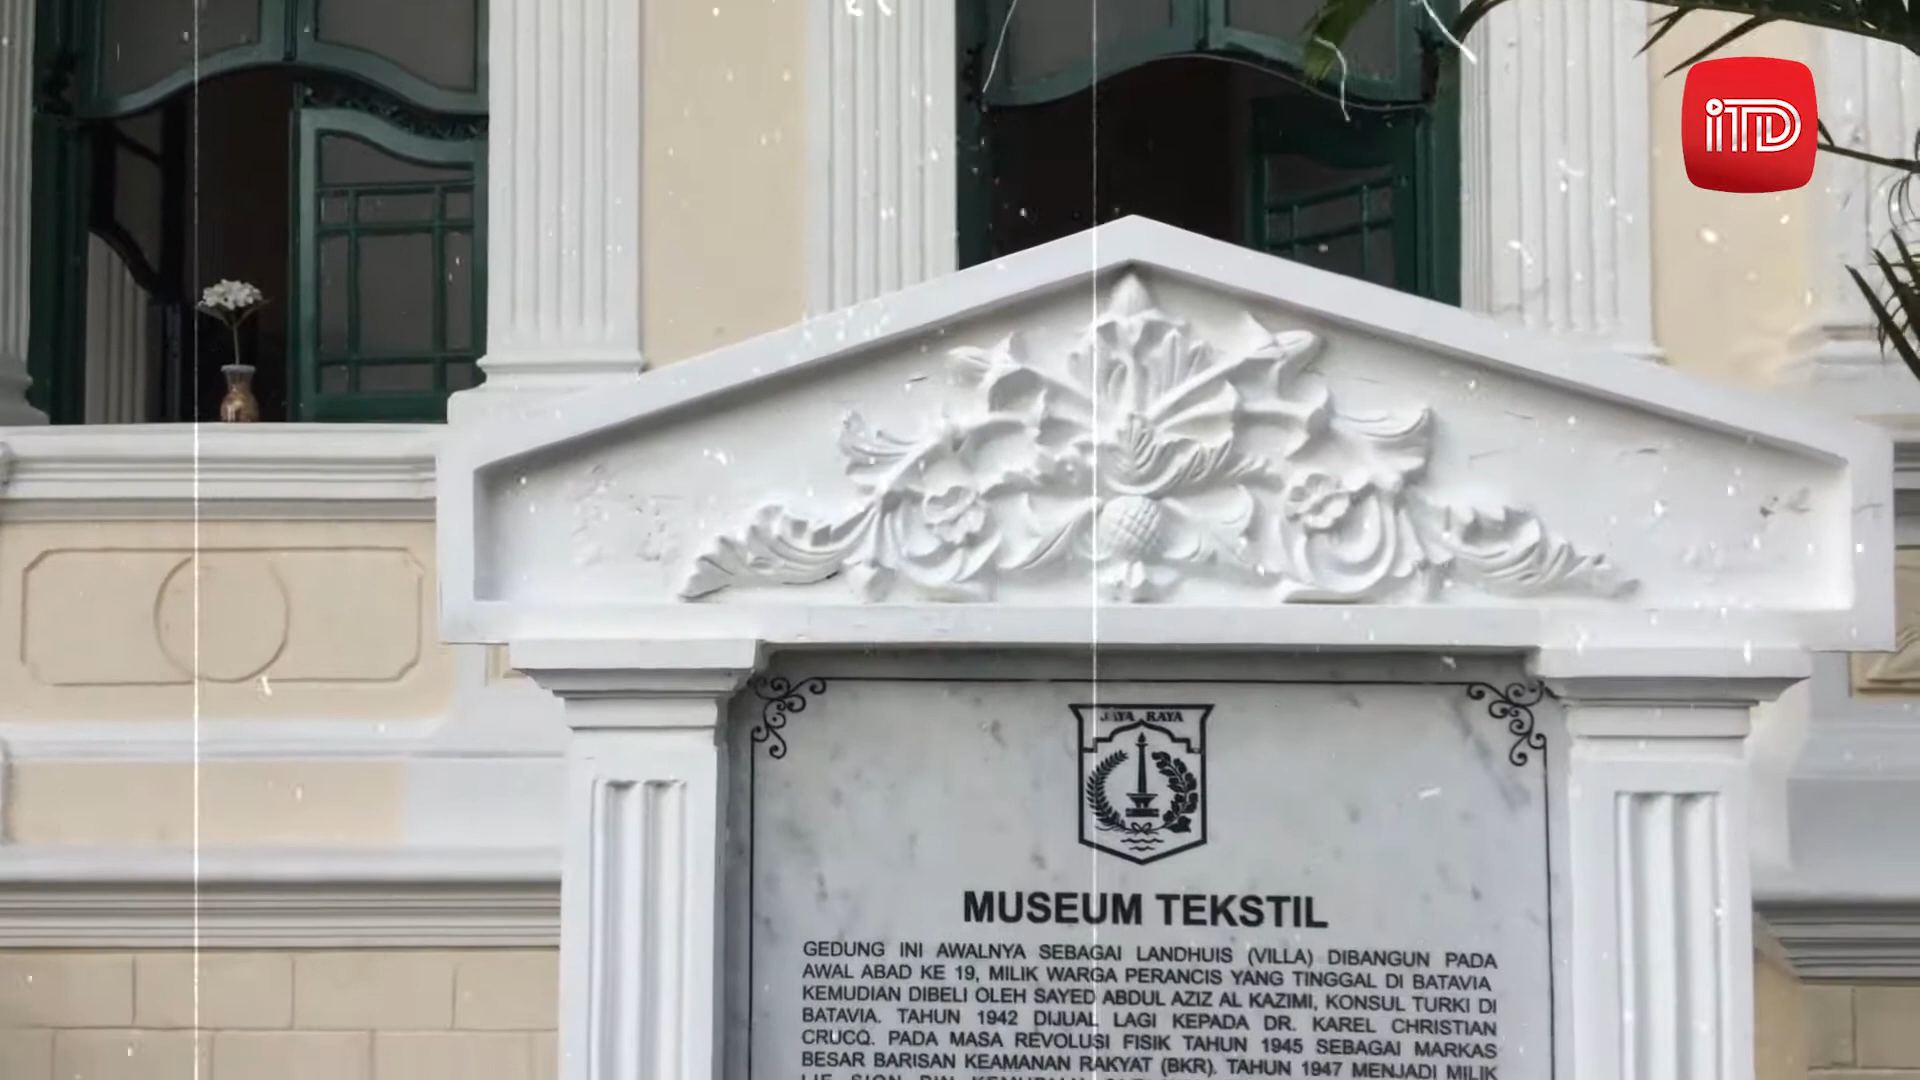 iTD
JAYA RAYA
MUSEUM TEKSTIL
GEDUNG INI AWALNYA SEBAGAI LANDHUIS (VILLA) DIBANGUN PADA
AWAL ABAD KE 19, MILIK WARGA PERANCIS YANG TINGGAL DI BATAVIA
KEMUDIAN DIBELI OLEH SAYED ABDUL AZIZ AL KAZIMI, KONSUL TURKI DI
BATAVIA. TAHUN 1942 DIJUAL LAGI KEPADA DR. KAREL CHRISTIAN
CRUCQ. PADA MASA REVOLUSI FISIK TAHUN 1945 SEBAGAI MARKAS
BESAR BARISAN KEAMANAN RAKYAT (BKR). TAHUN 1947 MENJADI MILIK